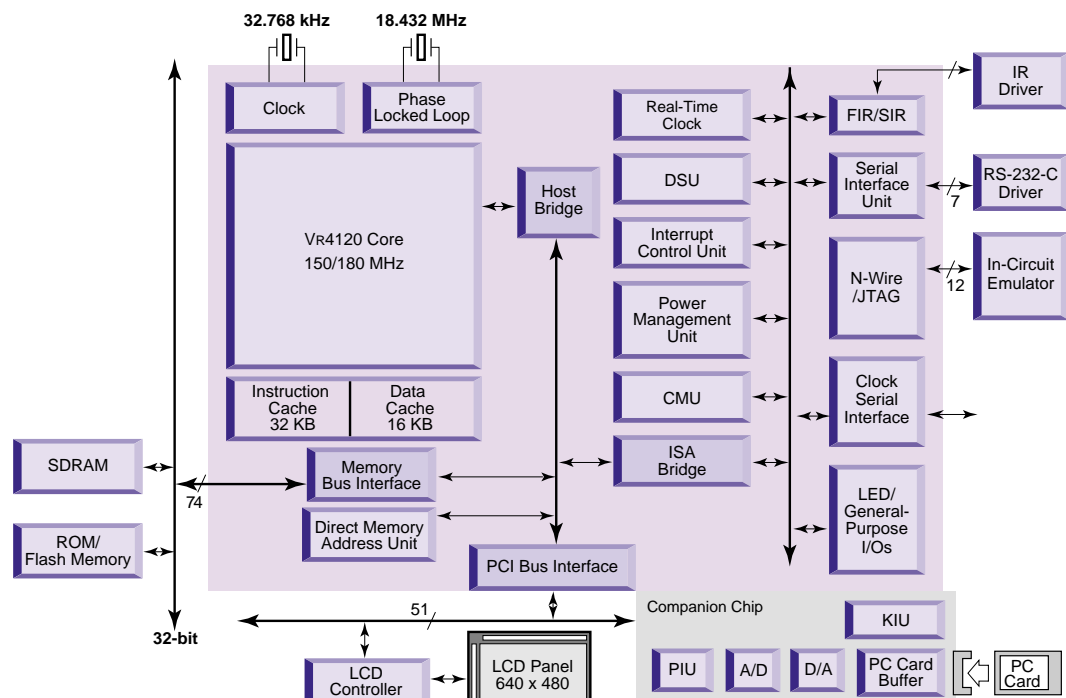 32.768 kHz
18.432 MHz
Clock
Phase
Locked Loop
Real-Time
Clock
FIR/SIR
IR
Driver
DSU
Serial
Interface
Unit
7
RS-232-C
Driver
Host
Bridge
VR4120 Core
150/180 MHz
Interrupt
Control Unit
N-Wire
/JTAG
12
In-Circuit
Emulator
Power
Management
Unit
Instruction
Cache
32 KB
Data
Cache
16 KB
CMU
Clock
Serial
Interface
SDRAM
74
Memory
Bus Interface
ISA
Bridge
LED/
General-
Purpose
I/Os
ROM/
Flash Memory
Direct Memory
Address Unit
PCI Bus Interface
32-bit
51
Companion Chip
KIU
LCD
Controller
LCD Panel
640 x 480
PIU
A/D
D/A
PC Card
Buffer
PC
Card